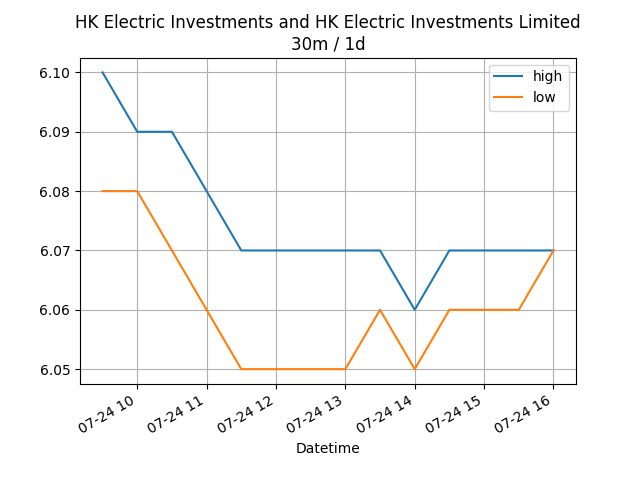 HK Electric Investments and HK Electric Investments Limited
30m / 1d
high
low
6.10
6.09
6.08
6.07
6.06
6.05
07-24 10
07-24 11
07-24 12
07-24 13
07-24 14
07-24 15
07-24 16
Datetime